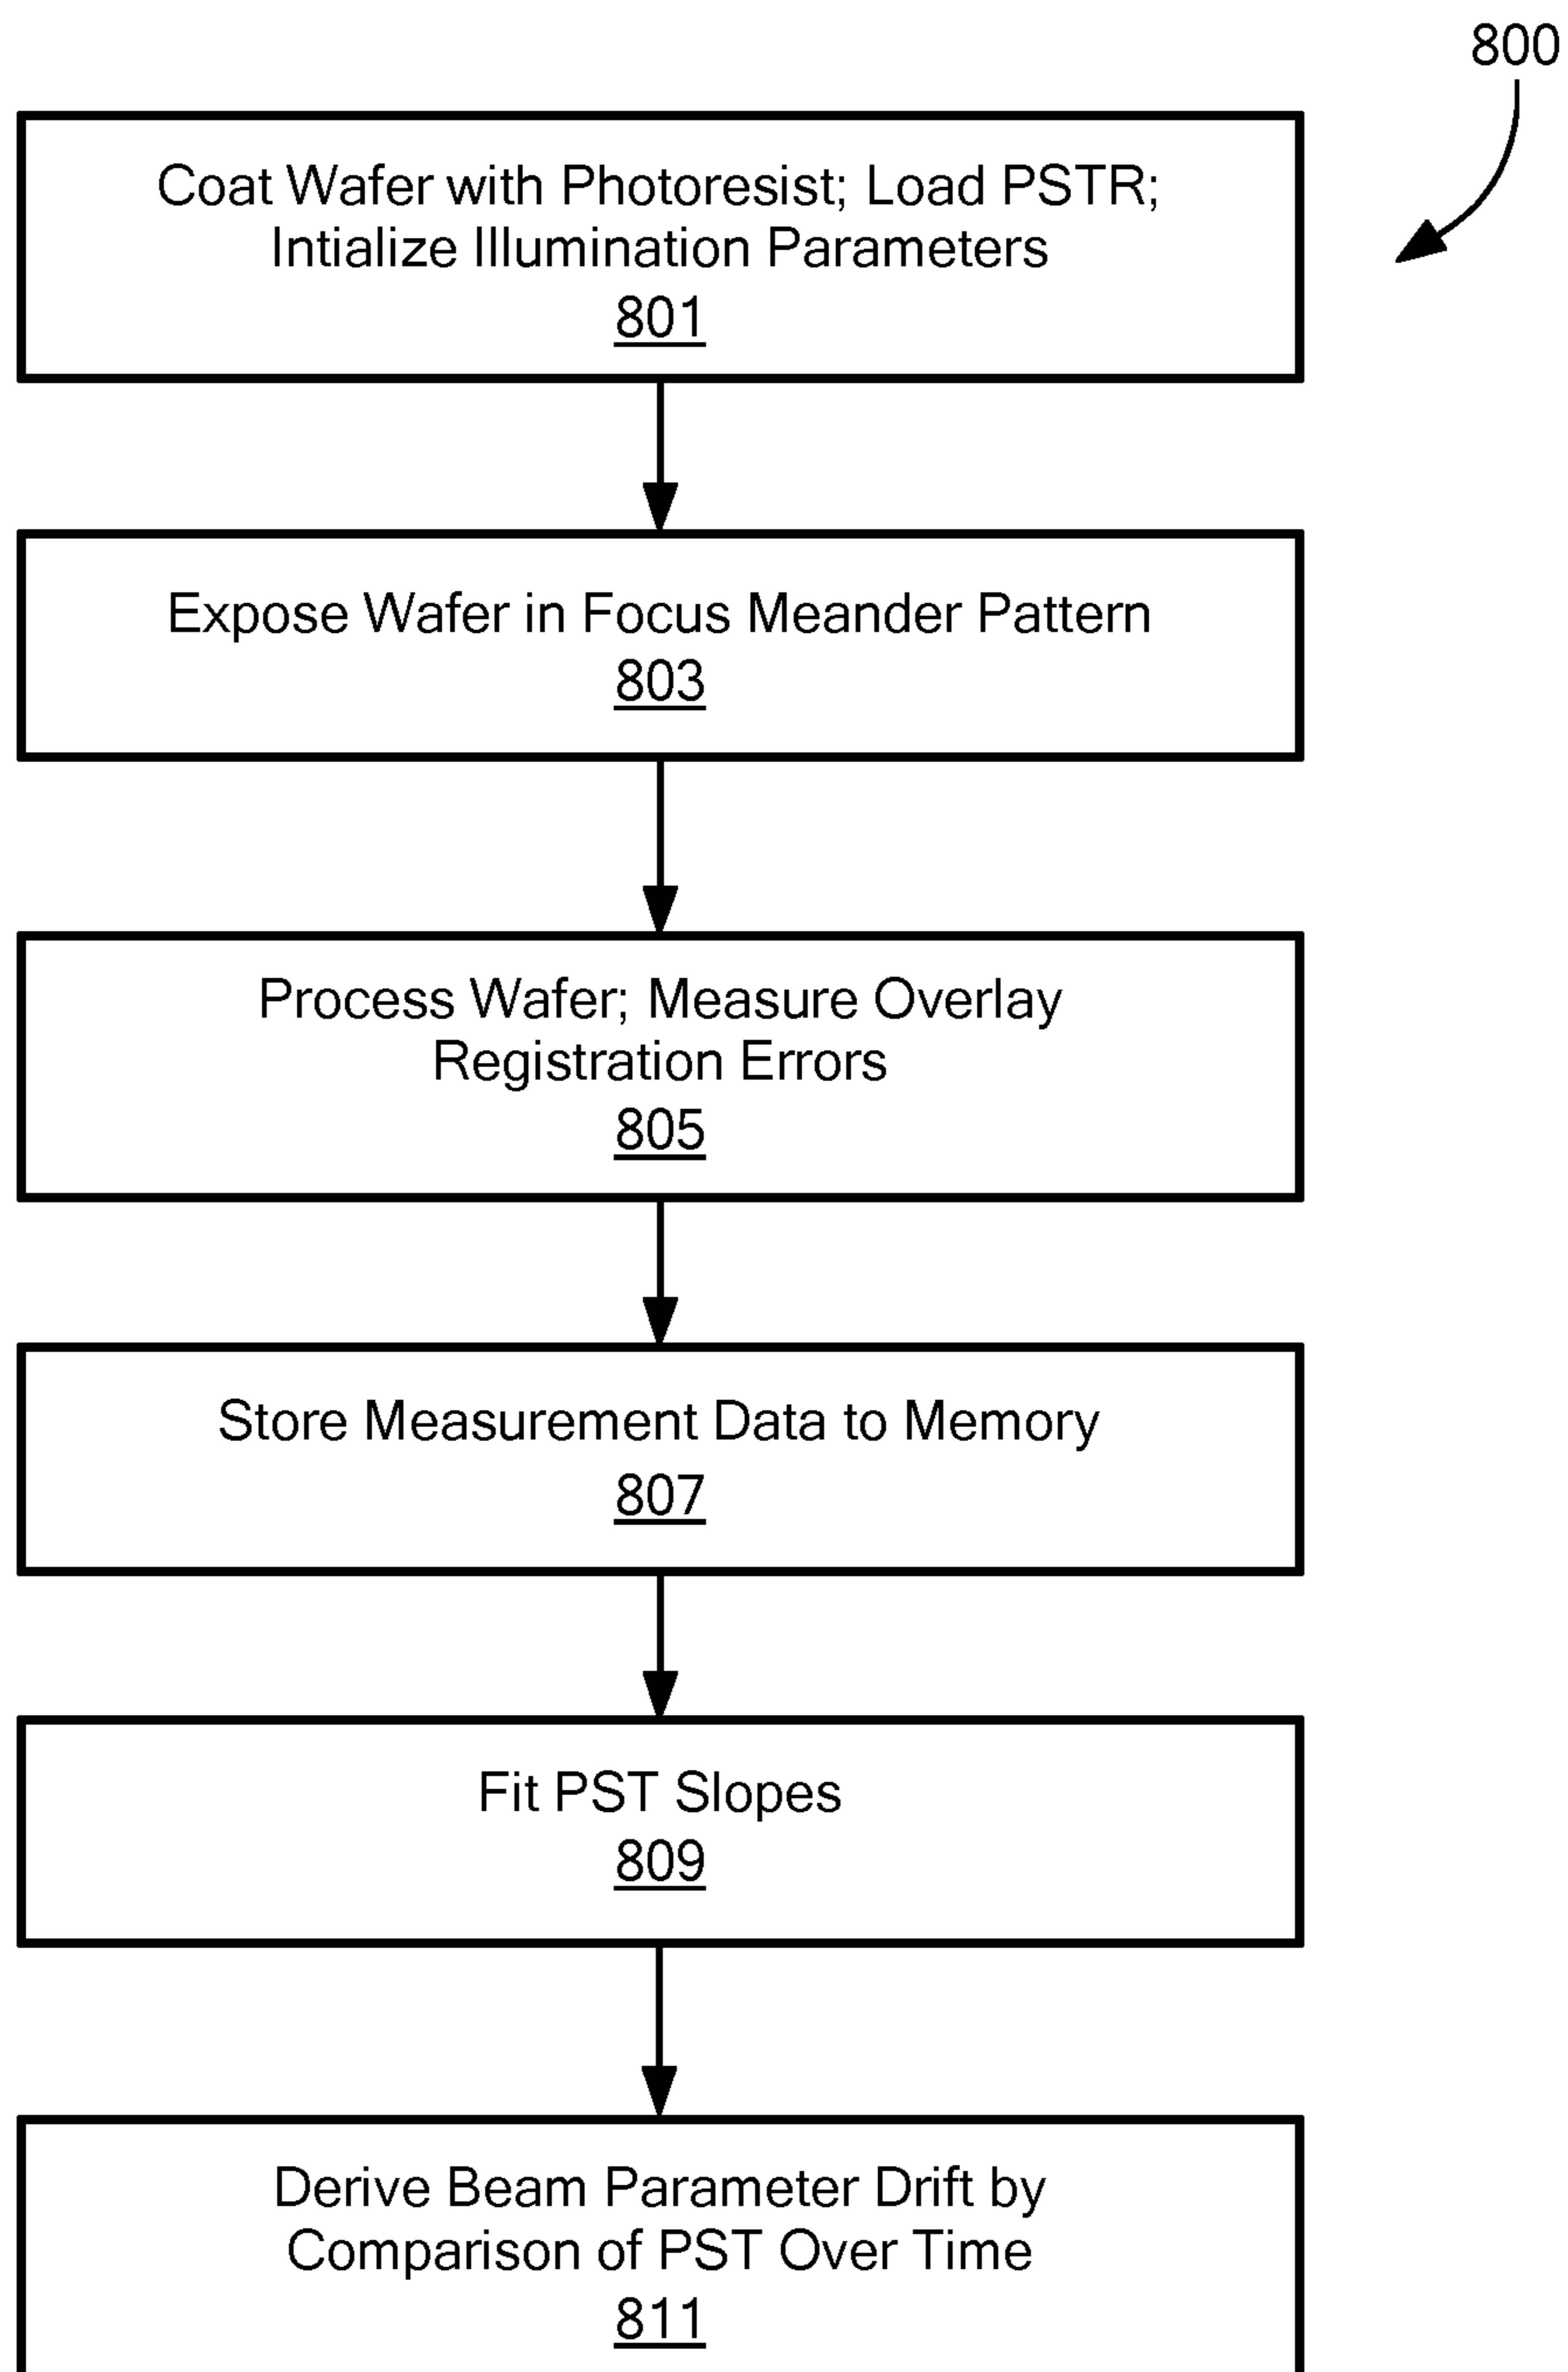 800
Coat Wafer with Photoresist; Load PSTR;
Intialize Illumination Parameters
801
Expose Wafer in Focus Meander Pattern
803
Process Wafer; Measure Overlay
Registration Errors
805
Store Measurement Data to Memory
807
Fit PST Slopes
809
Derive Beam Parameter Drift by
Comparison of PST Over Time
811